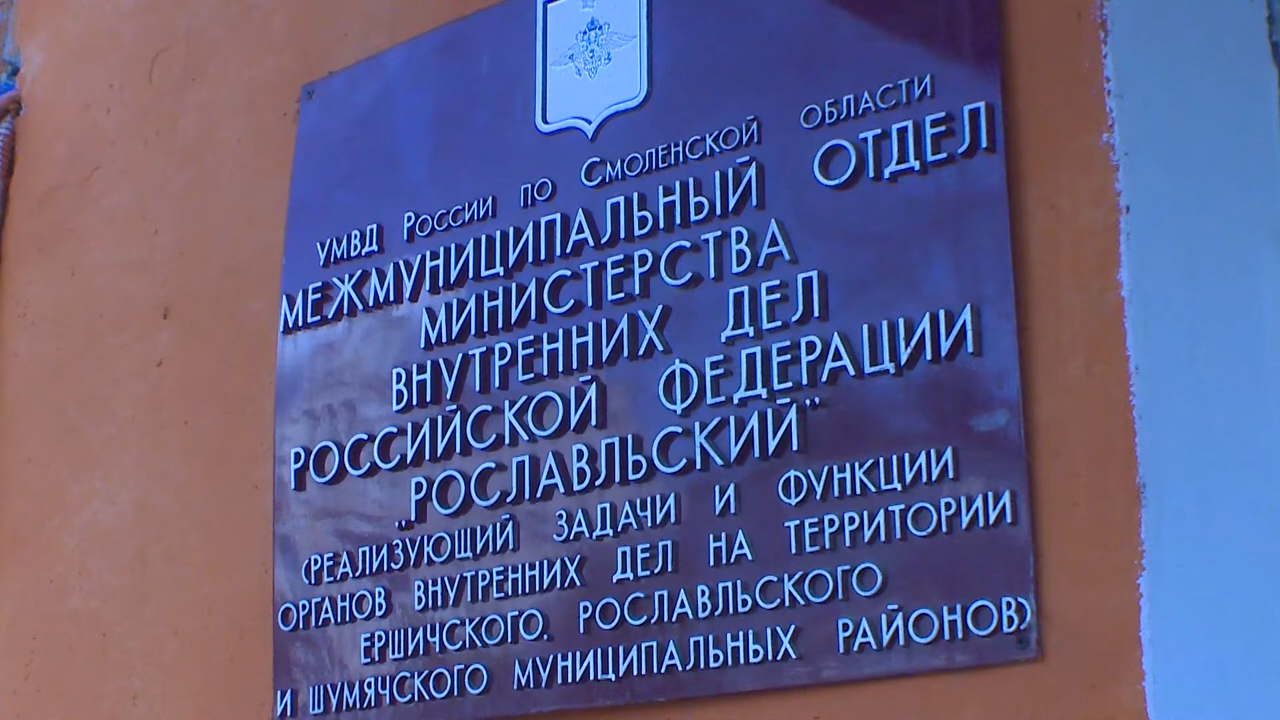 УМВД России по Смоленской области
МЕЖМУНИЦИПАЛЬНЫЙ ОТДЕЛ
МИНИСТЕРСТВА
ВНУТРЕННИХ ДЕЛ
РОССИЙСКОЙ ФЕДЕРАЦИИ
„РОСЛАВЛЬСКИЙ"
(РЕАЛИЗУЮЩИЙ ЗАДАЧИ И ФУНКЦИИ
ОРГАНОВ ВНУТРЕННИХ ДЕЛ НА ТЕРРИТОРИИ
ЕРШИЧСКОГО, РОСЛАВЛЬСКОГО
И ШУМЯЧСКОГО МУНИЦИПАЛЬНЫХ РАЙОНОВ)